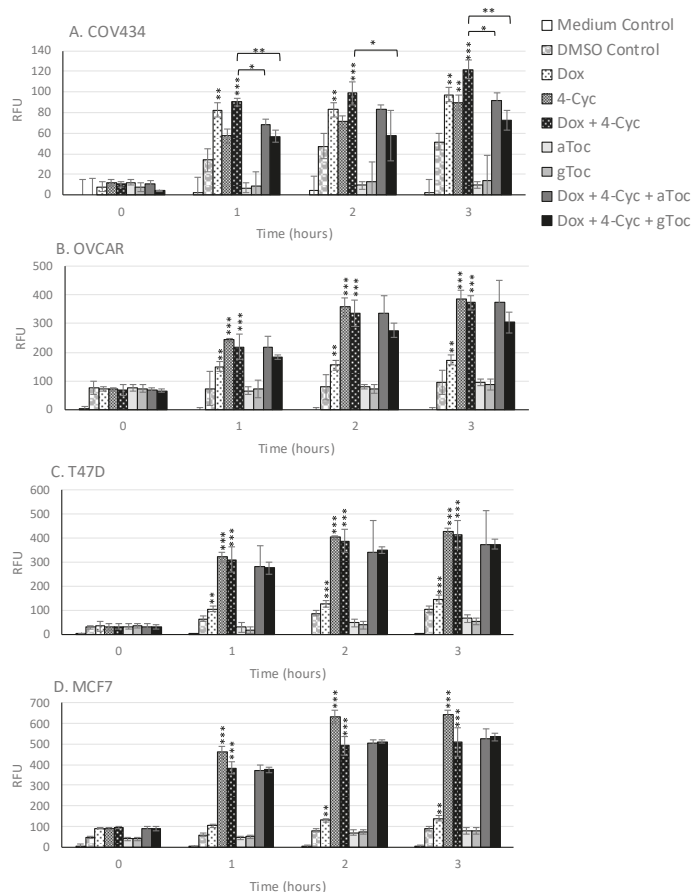 A. COV434
Medium Control
DMSO Control
Dox
4-Cyc
Dox + 4-Cyc
aToc
gToc
Dox + 4-Cyc + aToc
Dox + 4-Cyc + gToc
RFU
140
120
100
80
60
40
20
0
** *** ** * ** *** * ** ** *** ** *
0 1 2 3
Time (hours)
B. OVCAR
RFU
500
400
300
200
100
0
** *** *** ** *** *** ** *** ***
0 1 2 3
Time (hours)
C. T47D
RFU
600
500
400
300
200
100
0
** *** *** *** *** *** *** *** ***
0 1 2 3
Time (hours)
D. MCF7
RFU
700
600
500
400
300
200
100
0
*** *** ** *** *** ** *** ***
0 1 2 3
Time (hours)